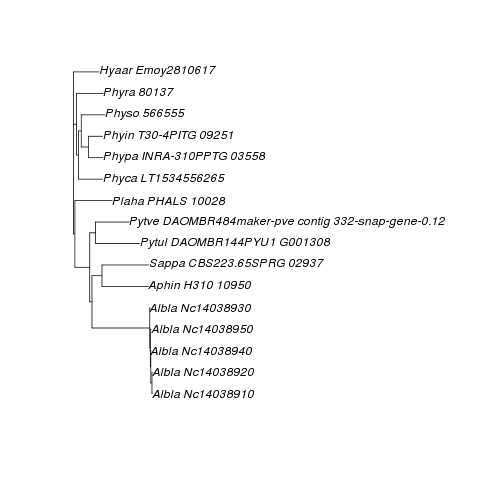 Hyaar Emoy2810617
Phyra 80137
Physo 566555
Phyin T30-4PITG 09251
Phypa INRA-310PPTG 03558
Phyca LT1534556265
Plaha PHALS 10028
Pytve DAOMBR484maker-pve contig 332-snap-gene-0.12
Pytul DAOMBR144PYU1 G001308
Sappa CBS223.65SPRG 02937
Aphin H310 10950
Albla Nc14038930
Albla Nc14038950
Albla Nc14038940
Albla Nc14038920
Albla Nc14038910